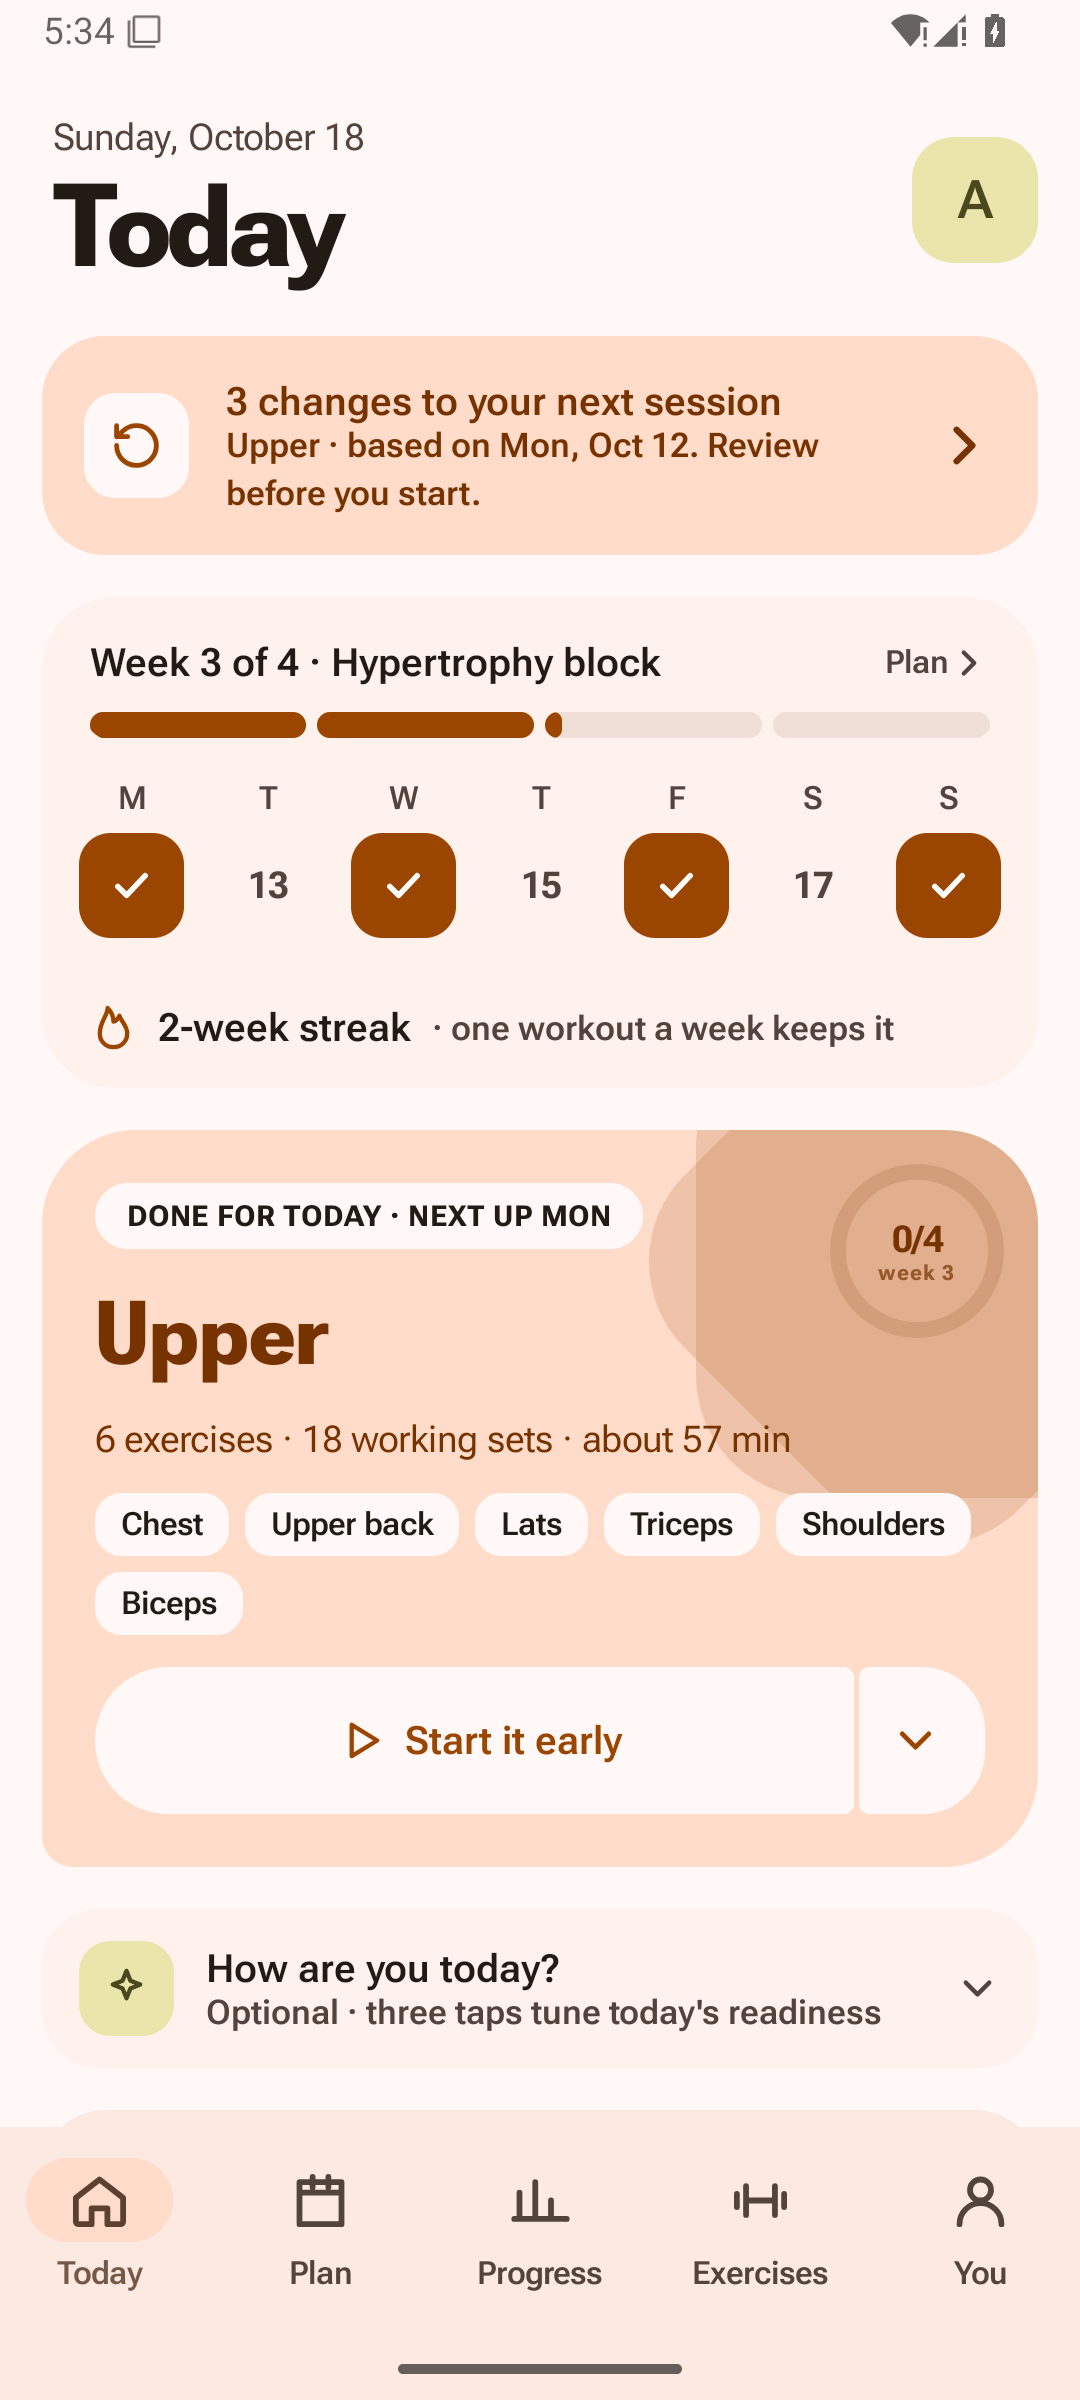 5:34
Sunday, October 18
Today
A
3 changes to your next session
Upper · based on Mon, Oct 12. Review
before you start.
Week 3 of 4 · Hypertrophy block
Plan
M T W T F S S
13 15 17
2-week streak · one workout a week keeps it
DONE FOR TODAY · NEXT UP MON
0/4
week 3
Upper
6 exercises · 18 working sets · about 57 min
Chest Upper back Lats Triceps Shoulders
Biceps
Start it early
How are you today?
Optional · three taps tune today's readiness
Today Plan Progress Exercises You